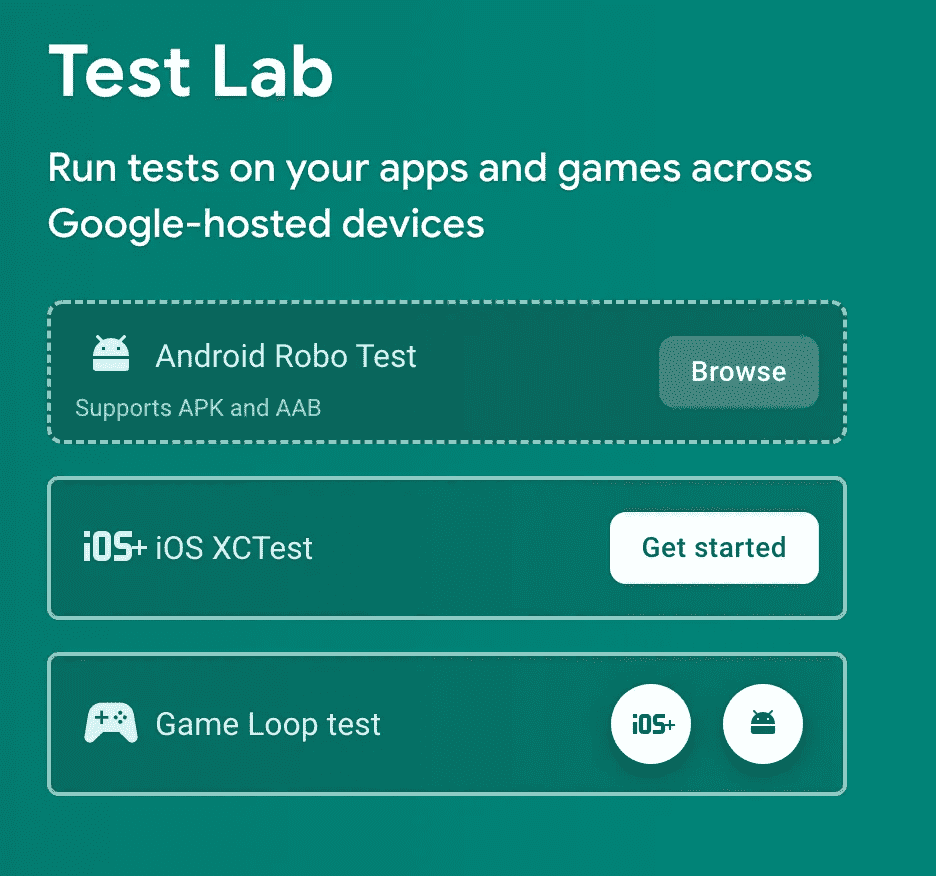 Test Lab
Run tests on your apps and games across
Google-hosted devices
Android Robo Test
Browse
Supports APK and AAB
iOS+ iOS XCTest
Get started
Game Loop test
iOS+